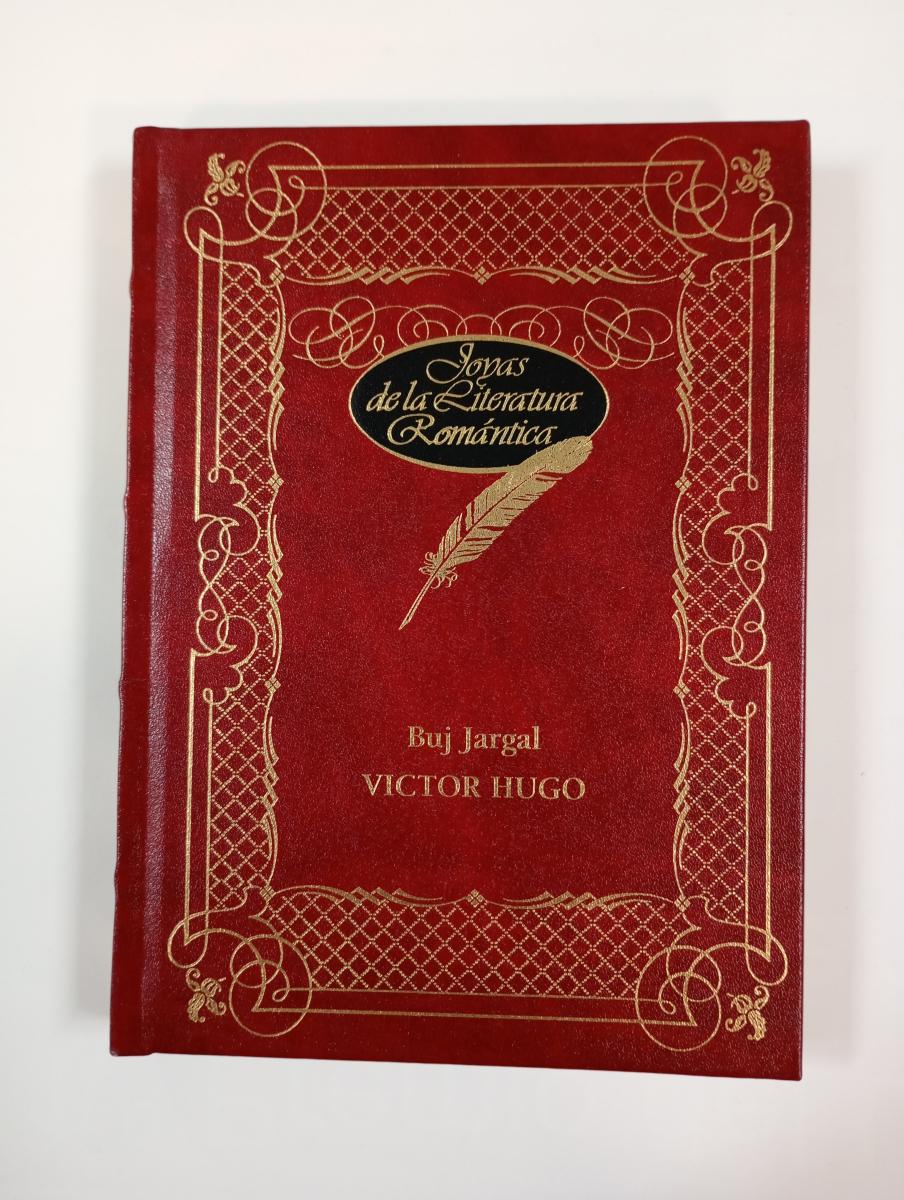 Joyas
de la Literatura
Romántica
Buj Jargal
VICTOR HUGO